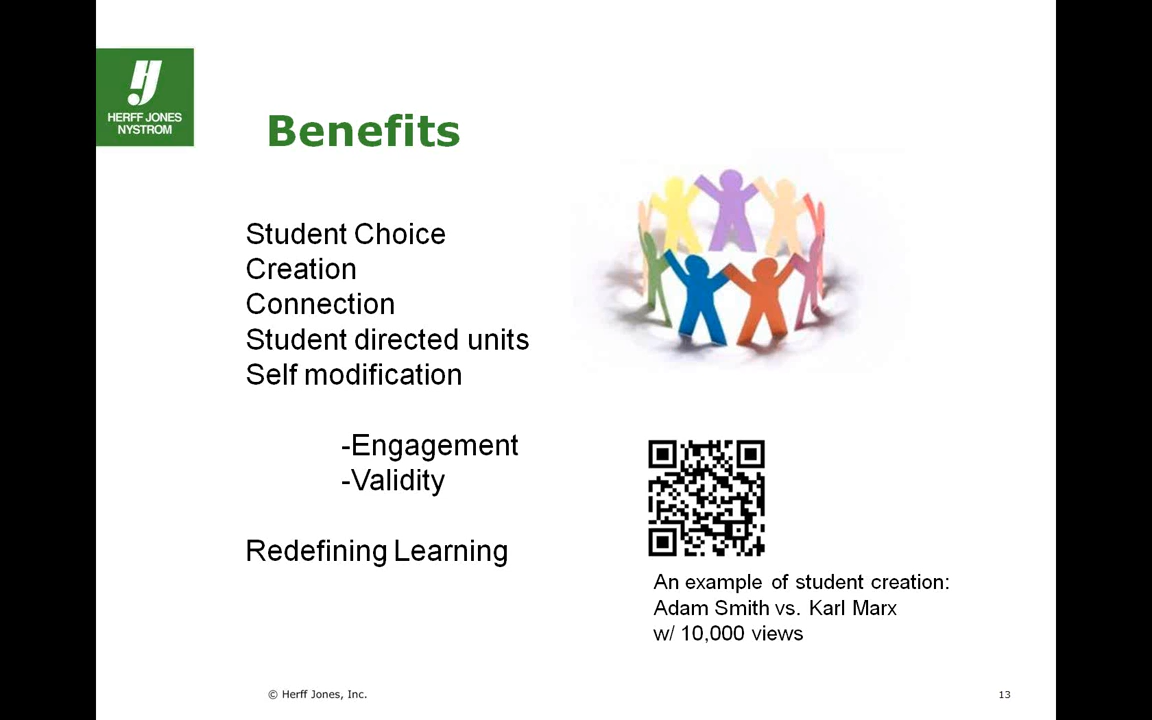 HERFF JONES
NYSTROM
Benefits
Student Choice
Creation
Connection
Student directed units
Self modification
-Engagement
-Validity
Redefining Learning
An example of student creation:
Adam Smith vs. Karl Marx
w/ 10,000 views
© Herff Jones, Inc.
13